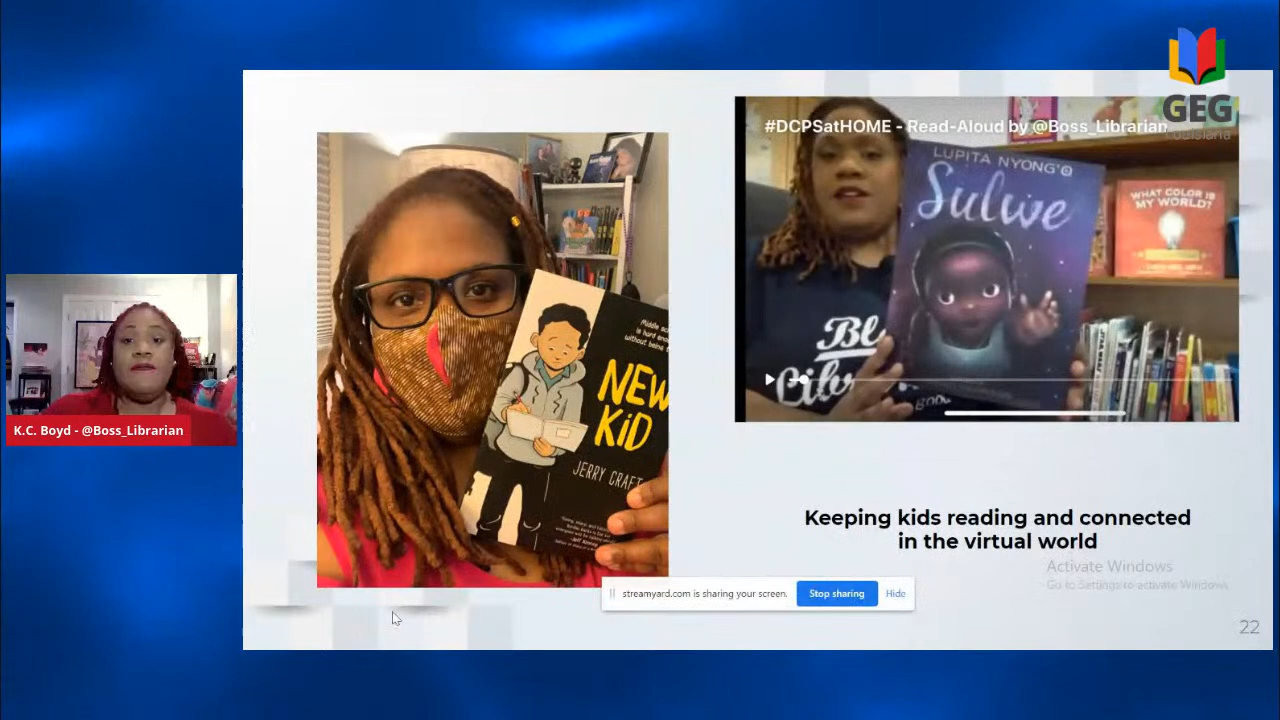 GEG
Louisiana
#DCPSatHOME - Read-Aloud by @Boss_Librarian
LUPITA NYONG'O
Sulwe
WHAT COLOR IS
MY WORLD?
NEW
KID
JERRY CRAFT
K.C. Boyd - @Boss_Librarian
Keeping kids reading and connected
in the virtual world
Activate Windows
Go to Settings to activate Windows.
streamyard.com is sharing your screen.
Stop sharing
Hide
22